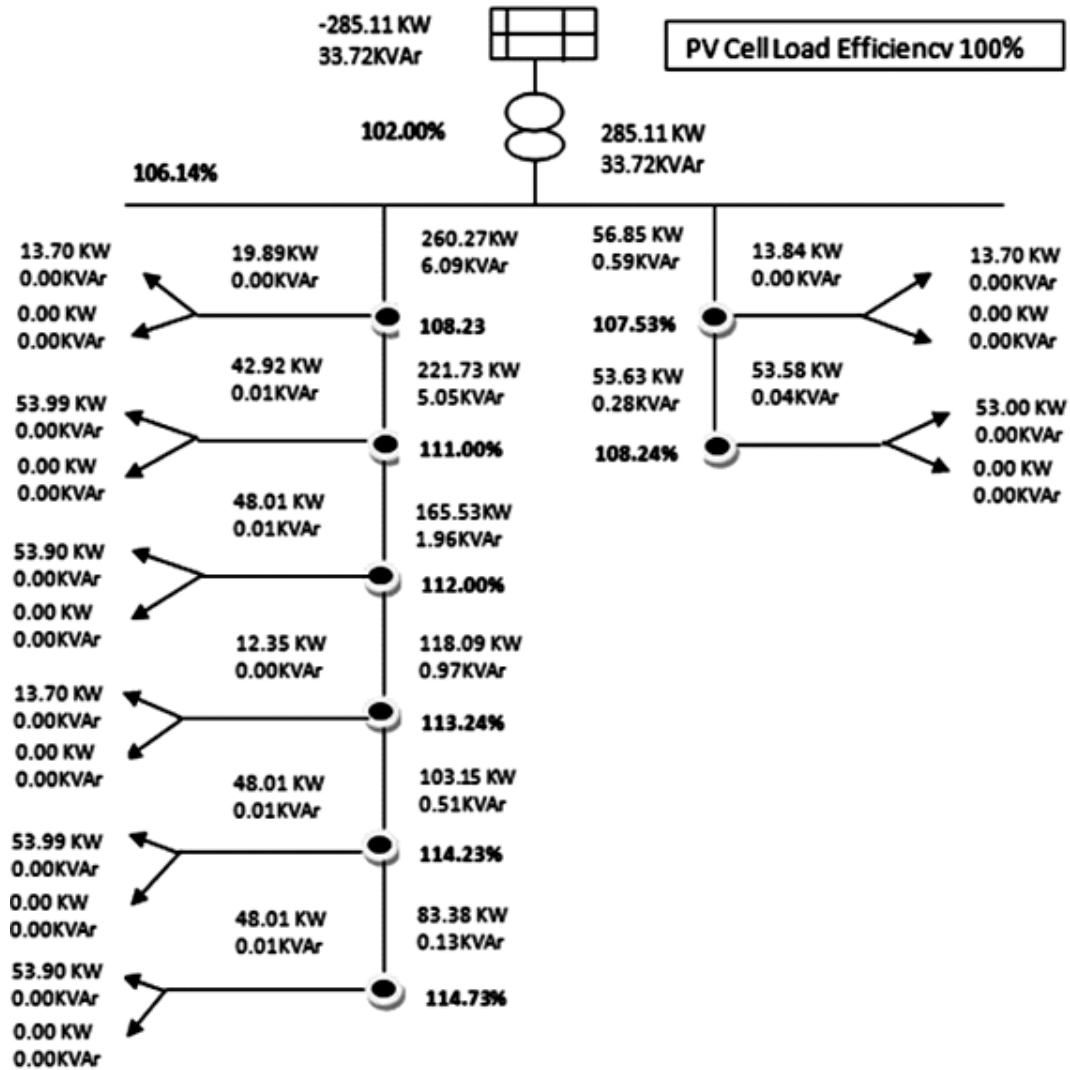 -285.11 KW
33.72KVAr
PV Cell Load Efficiency 100%
102.00%
285.11 KW
33.72KVAr
106.14%
13.70 KW
0.00KVAr
0.00 KW
0.00KVAr
19.89KW
0.00KVAr
260.27KW
6.09KVAr
108.23
56.85 KW
0.59KVAr
107.53%
13.84 KW
0.00KVAr
13.70 KW
0.00KVAr
0.00 KW
0.00KVAr
42.92 KW
0.01KVAr
221.73 KW
5.05KVAr
53.99 KW
0.00KVAr
0.00 KW
0.00KVAr
111.00%
53.63 KW
0.28KVAr
108.24%
53.58 KW
0.04KVAr
53.00 KW
0.00KVAr
0.00 KW
0.00KVAr
48.01 KW
0.01KVAr
165.53KW
1.96KVAr
53.90 KW
0.00KVAr
0.00 KW
0.00KVAr
112.00%
12.35 KW
0.00KVAr
118.09 KW
0.97KVAr
13.70 KW
0.00KVAr
0.00 KW
0.00KVAr
113.24%
48.01 KW
0.01KVAr
103.15 KW
0.51KVAr
53.99 KW
0.00KVAr
0.00 KW
0.00KVAr
114.23%
48.01 KW
0.01KVAr
83.38 KW
0.13KVAr
53.90 KW
0.00KVAr
0.00 KW
0.00KVAr
114.73%